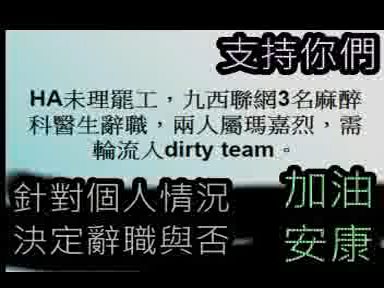 支持你們
HA未理罷工，九西聯網3名麻醉
科醫生辭職，兩人屬瑪嘉烈，需
輪流入dirty team。
針對個人情況
決定辭職與否
加油
安康